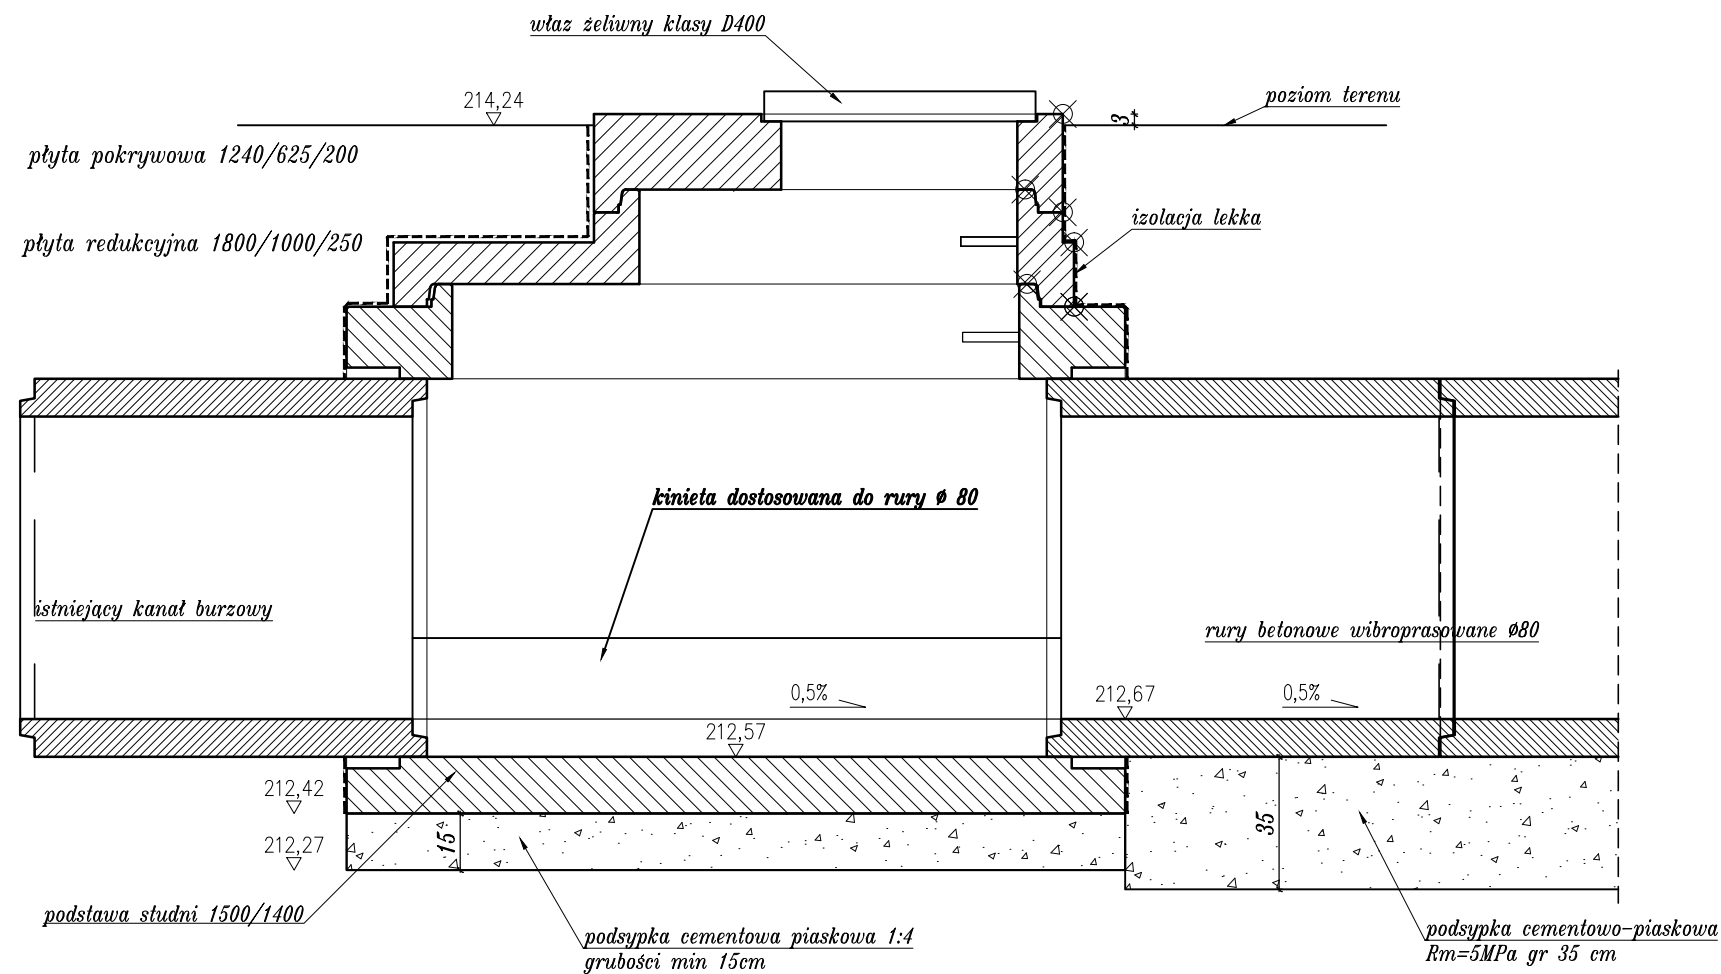 właz żeliwny klasy D400
214,24
poziom terenu
3
płyta pokrywowa 1240/625/200
izolacja lekka
płyta redukcyjna 1800/1000/250
kinieta dostosowana do rury ø 80
istniejący kanał burzowy
rury betonowe wibroprasowane ø80
0,5%
212,67
0,5%
212,57
212,42
15
35
212,27
podstawa studni 1500/1400
podsypka cementowa piaskowa 1:4
grubości min 15cm
podsypka cementowo-piaskowa
Rm=5MPa gr 35 cm